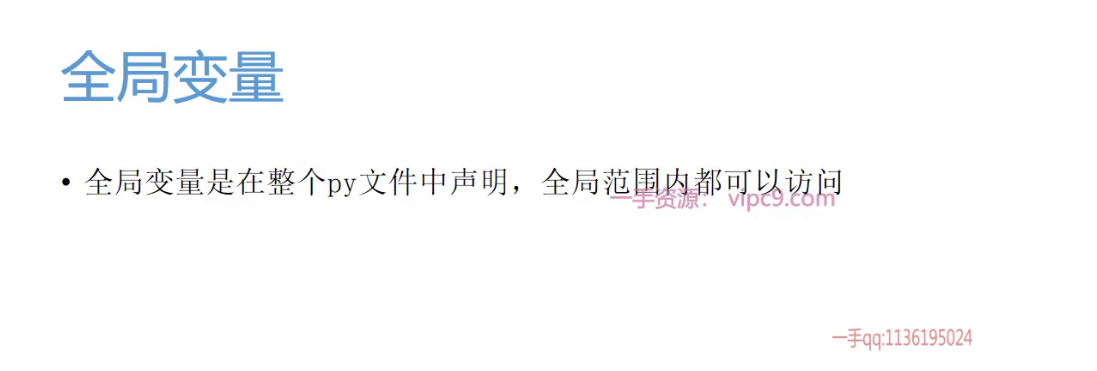 全局变量
• 全局变量是在整个py文件中声明，全局范围内都可以访问
一手资源： vipc9.com
一手qq:1136195024